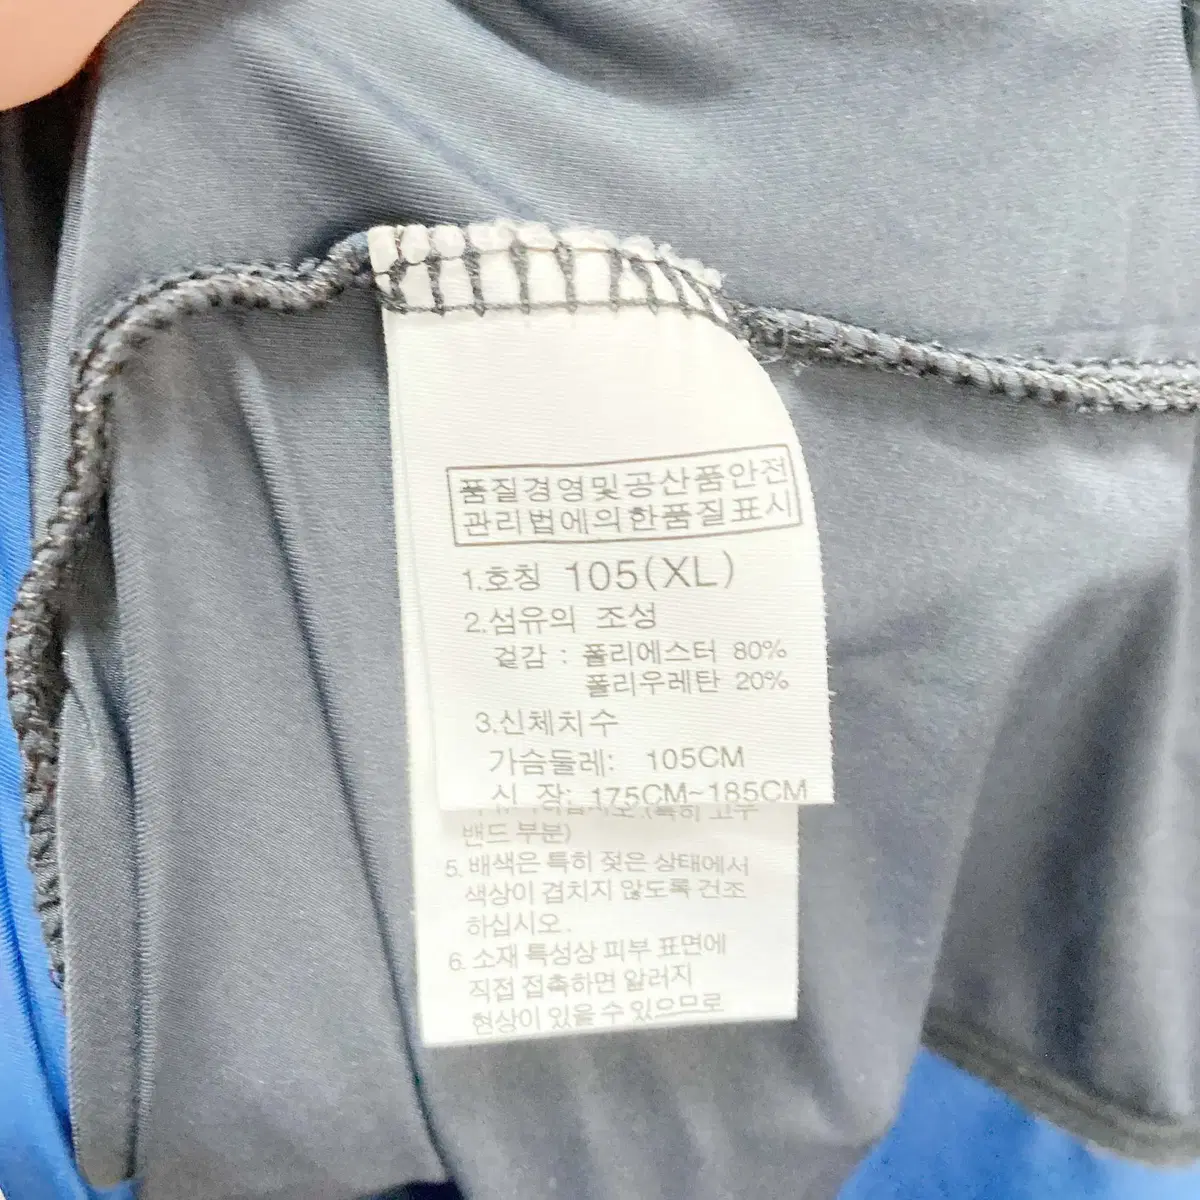 품질경영및공산품안전
관리법에의한품질표시
1.호칭 105(XL)
2.섬유의 조성
겉감 : 폴리에스터 80%
폴리우레탄 20%
3.신체치수
가슴둘레: 105CM
신 장: 175CM~185CM
(특히 고무
밴드 부분)
5. 배색은 특히 젖은 상태에서
색상이 겹치지 않도록 건조
하십시오.
6. 소재 특성상 피부 표면에
직접 접촉하면 알러지
현상이 있을 수 있으므로